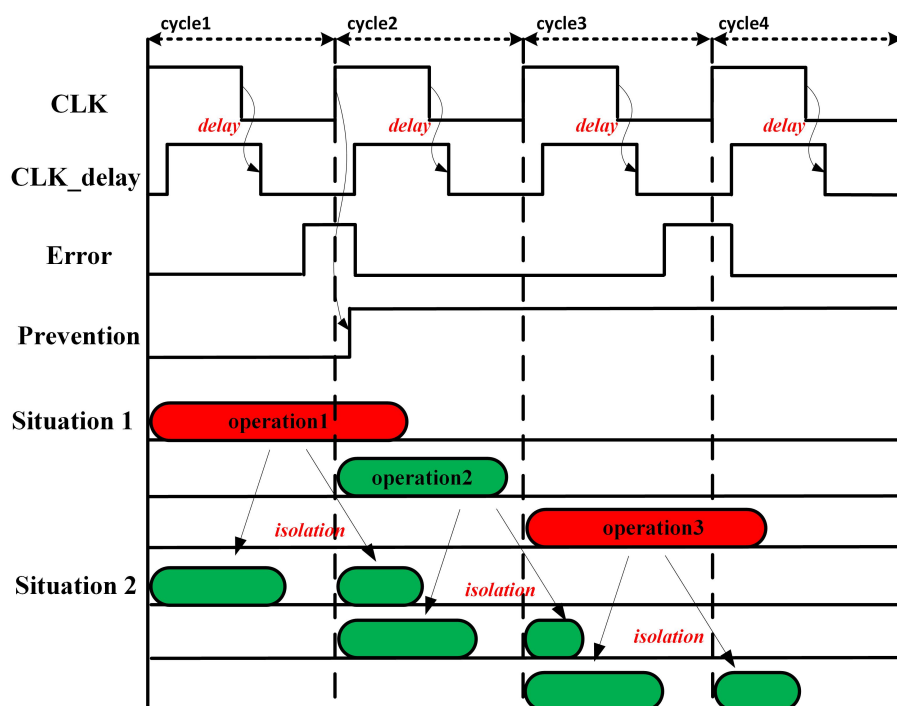 cycle1 cycle2 cycle3 cycle4
CLK
delay delay delay delay
CLK_delay
Error
Prevention
Situation 1 operation1
operation2
operation3
isolation
Situation 2 isolation
isolation